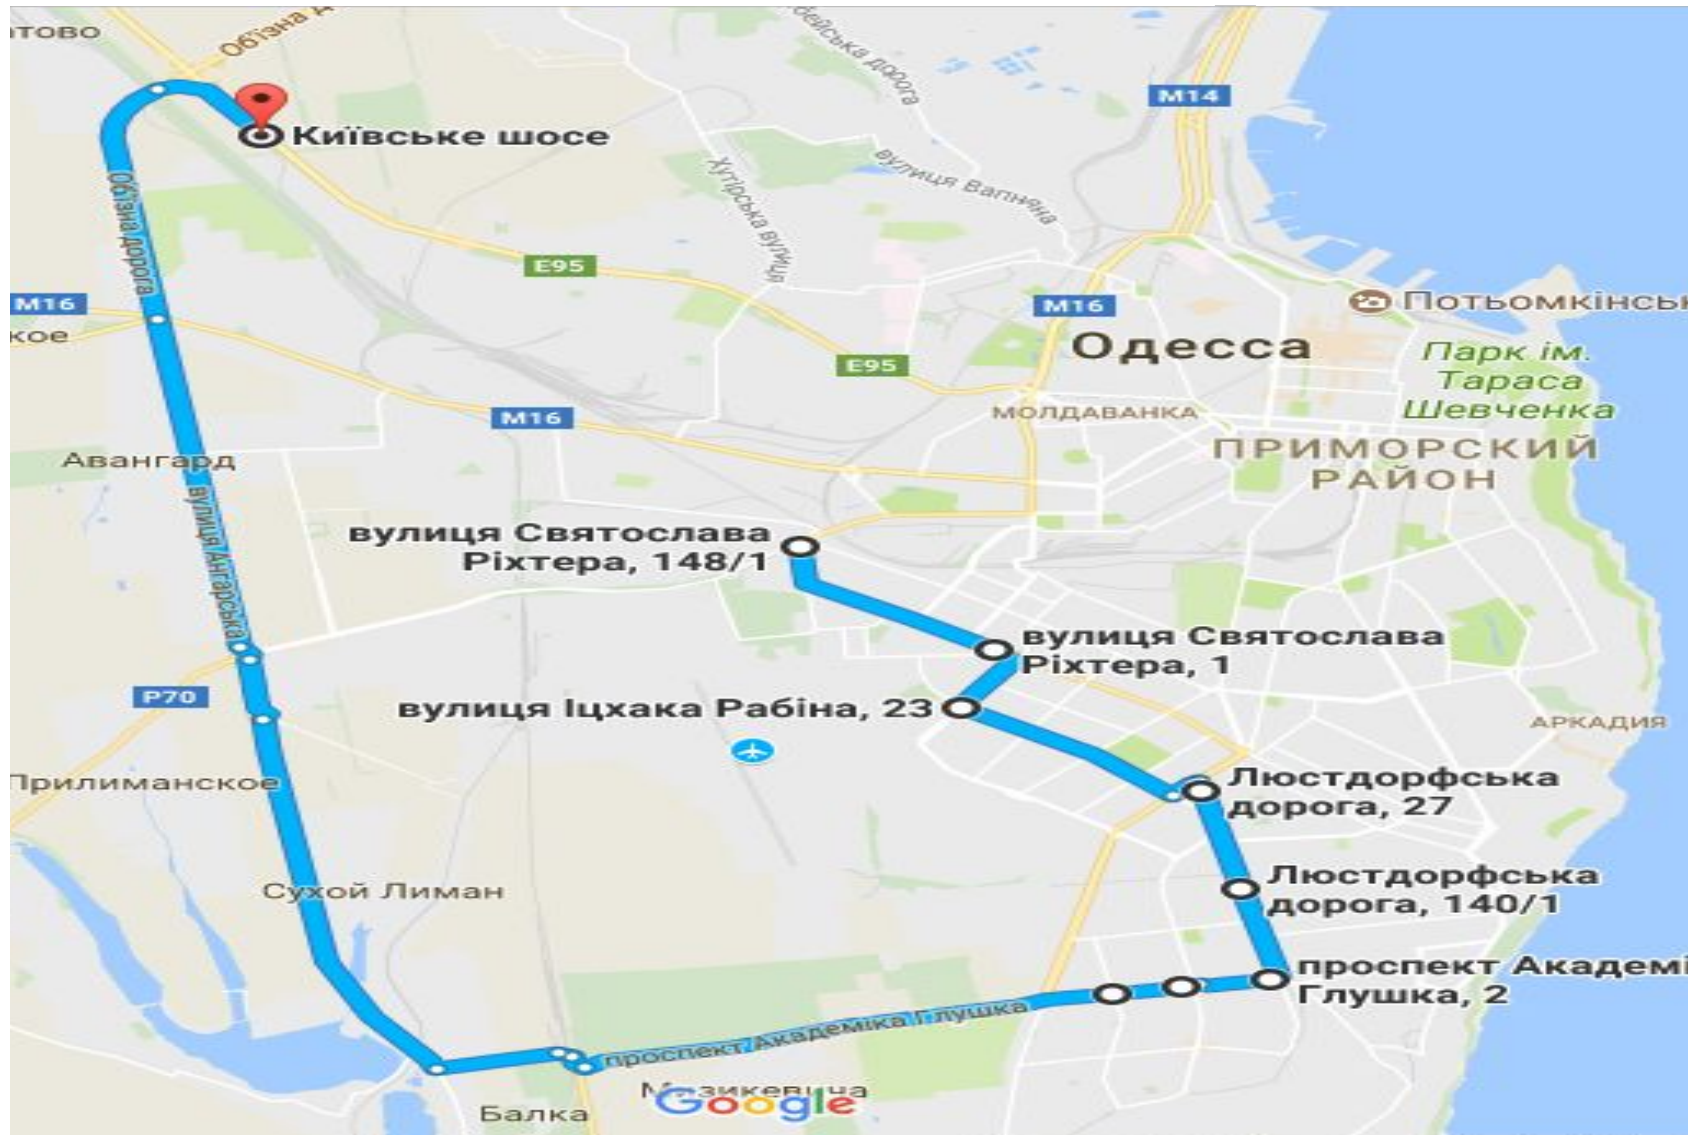 тово
Об'їзна д
бейська дорога
М14
Київське шосе
вулиця Вапняна
Хутірська вулиця
Об'їзна дорога
Е95
М16
М16
Потьомкінськ
кое
Одесса
Е95
Парк ім.
Тараса
Шевченка
М16
МОЛДАВАНКА
ПРИМОРСКИЙ
РАЙОН
Авангард
вулиця Ангарська
вулиця Святослава
Ріхтера, 148/1
вулиця Святослава
Ріхтера, 1
Р70
вулиця Іцхака Рабіна, 23
АРКАДИЯ
Прилиманское
Люстдорфська
дорога, 27
Сухой Лиман
Люстдорфська
дорога, 140/1
проспект Академі
Глушка, 2
проспект Академіка Глушка
Google
Балка